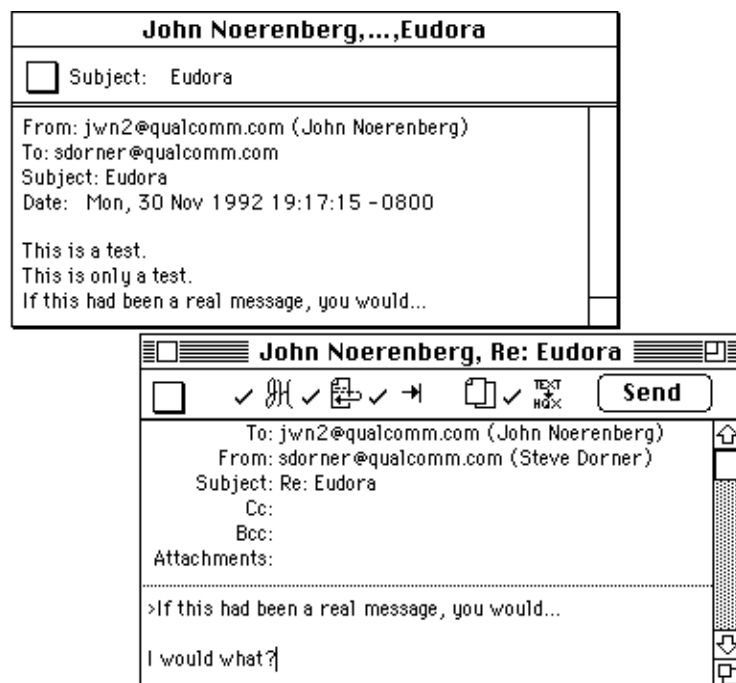 John Noerenberg,...,Eudora
Subject: Eudora
From: jwn2@qualcomm.com (John Noerenberg)
To: sdorner@qualcomm.com
Subject: Eudora
Date: Mon, 30 Nov 1992 19:17:15 -0800
This is a test.
This is only a test.
If this had been a real message, you would...
John Noerenberg, Re: Eudora
TEXT
HQX
Send
To: jwn2@qualcomm.com (John Noerenberg)
From: sdorner@qualcomm.com (Steve Dorner)
Subject: Re: Eudora
Cc:
Bcc:
Attachments:
>If this had been a real message, you would...
I would what?